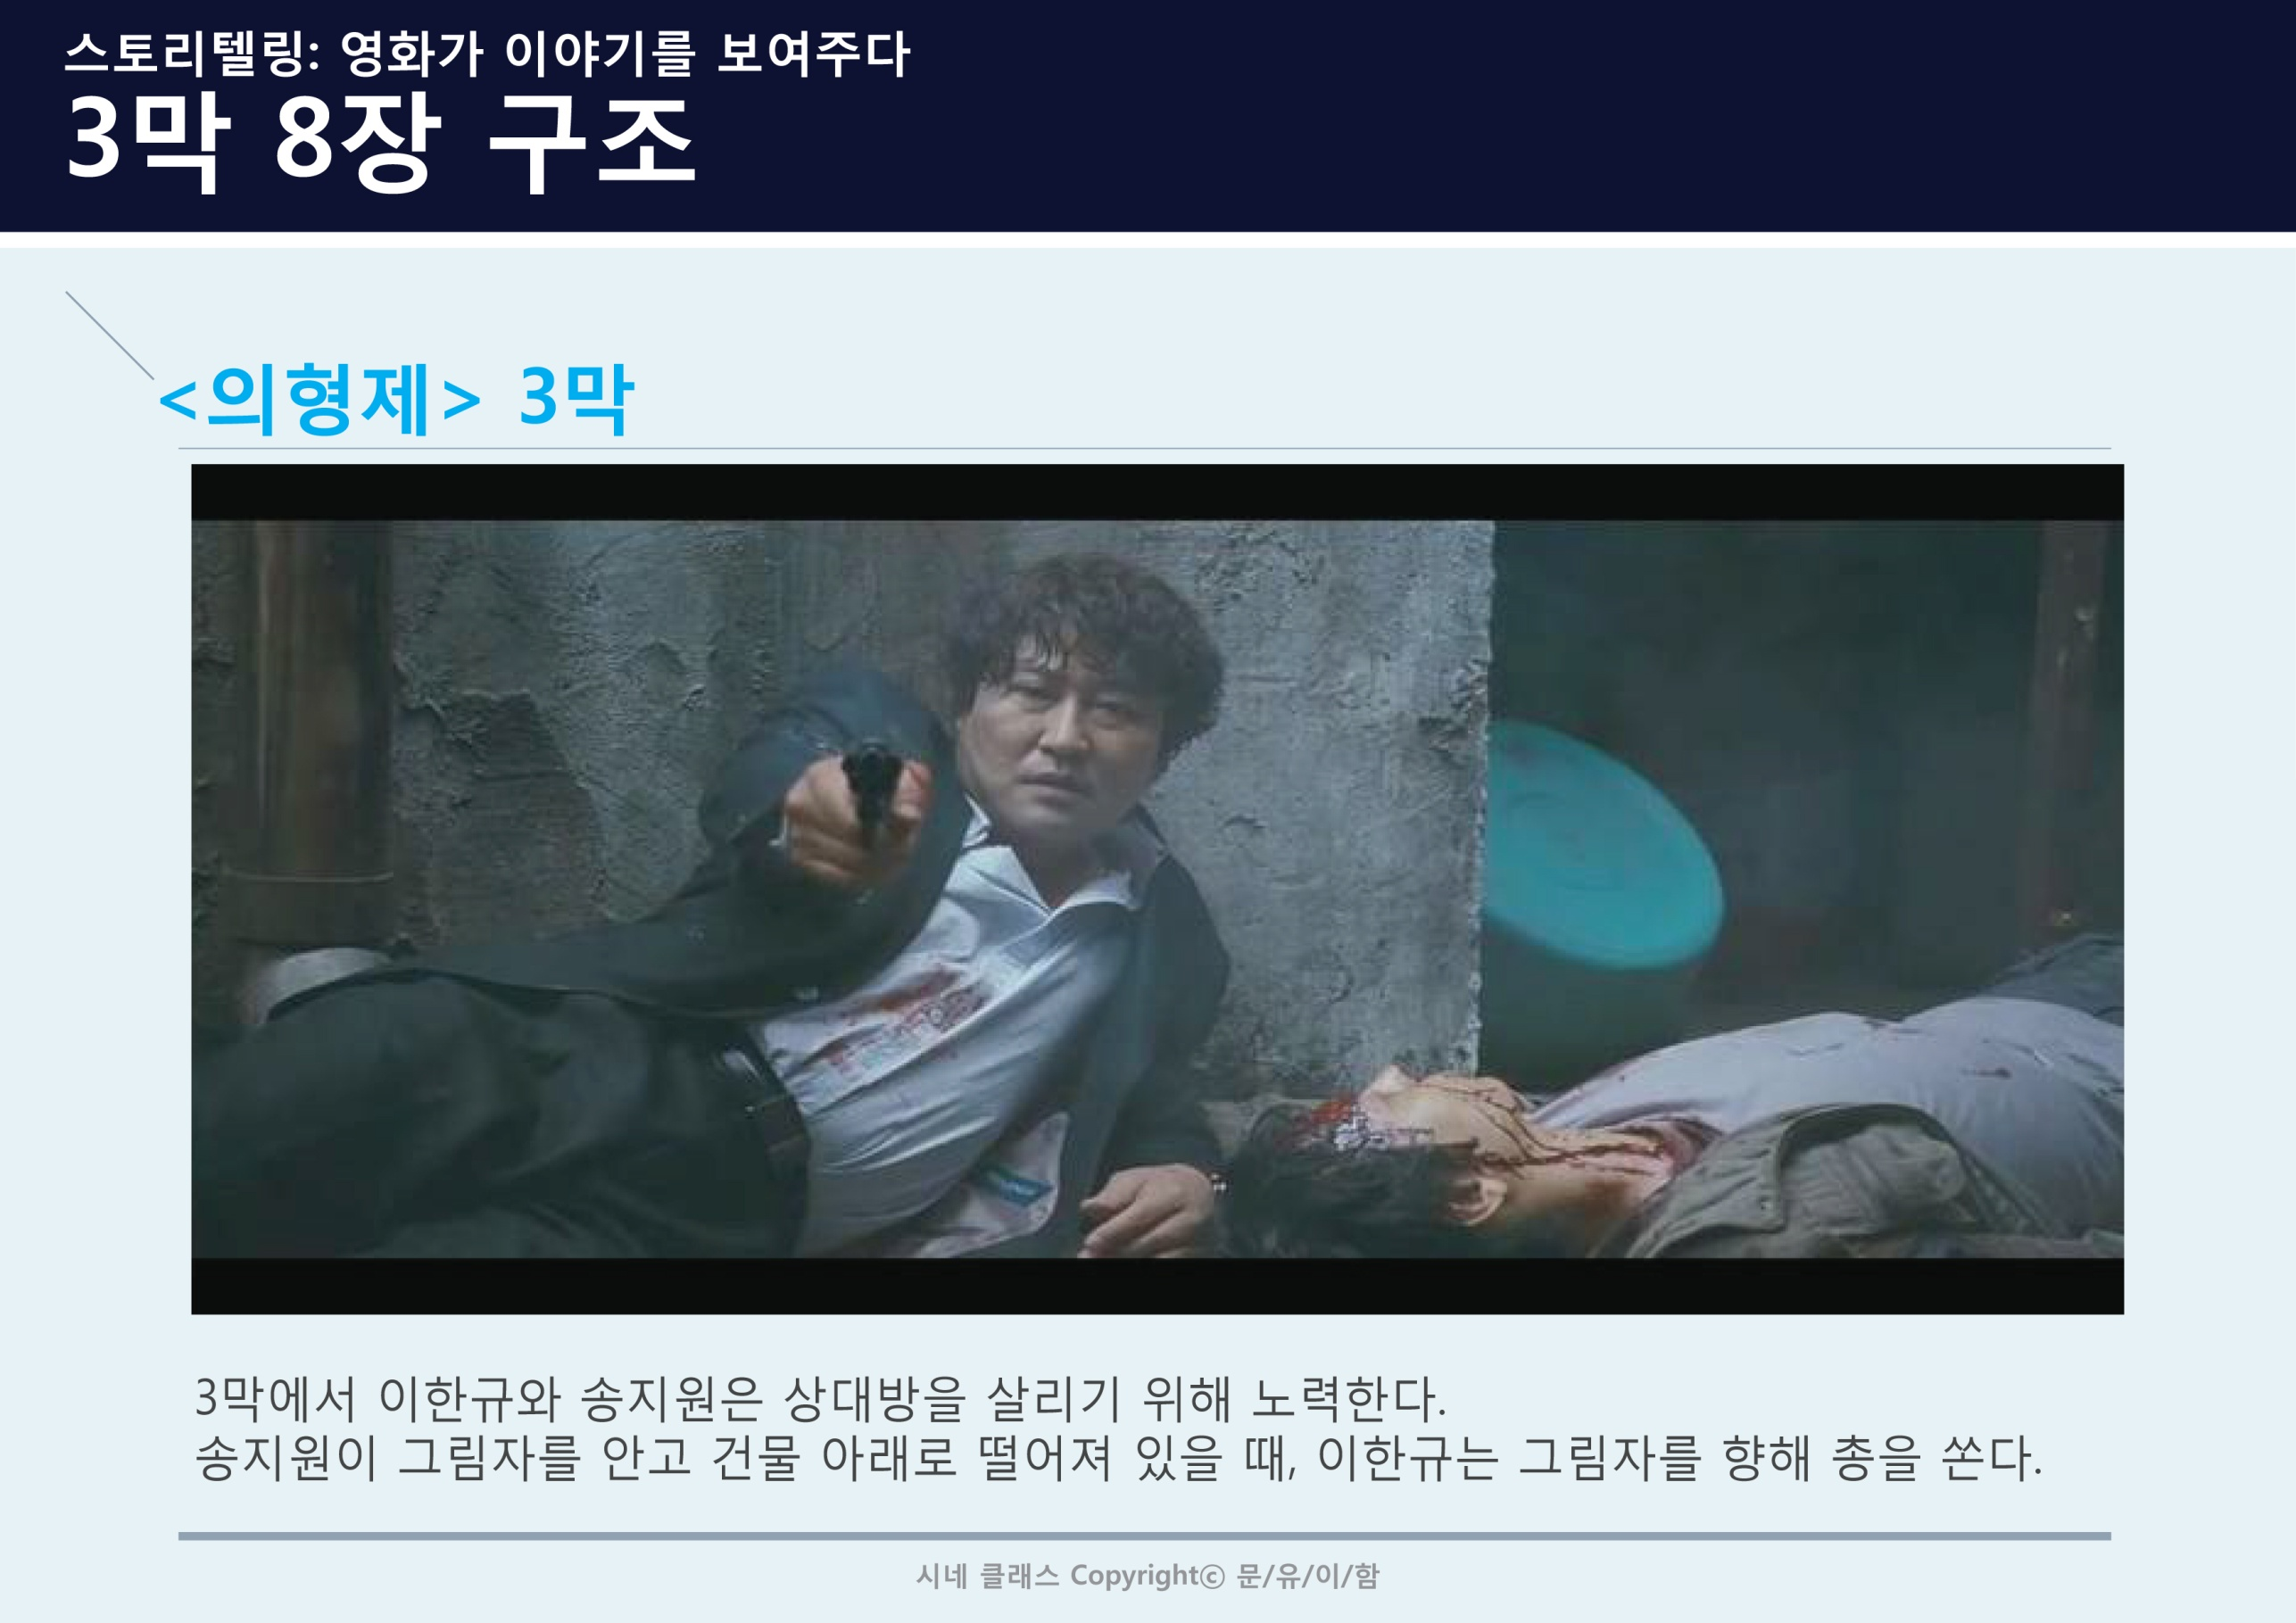 스토리텔링: 영화가 이야기를 보여주다
3막 8장 구조
<의형제> 3막
3막에서 이한규와 송지원은 상대방을 살리기 위해 노력한다.
송지원이 그림자를 안고 건물 아래로 떨어져 있을 때, 이한규는 그림자를 향해 총을 쏜다.
시네 클래스 Copyright© 문/유/이/함